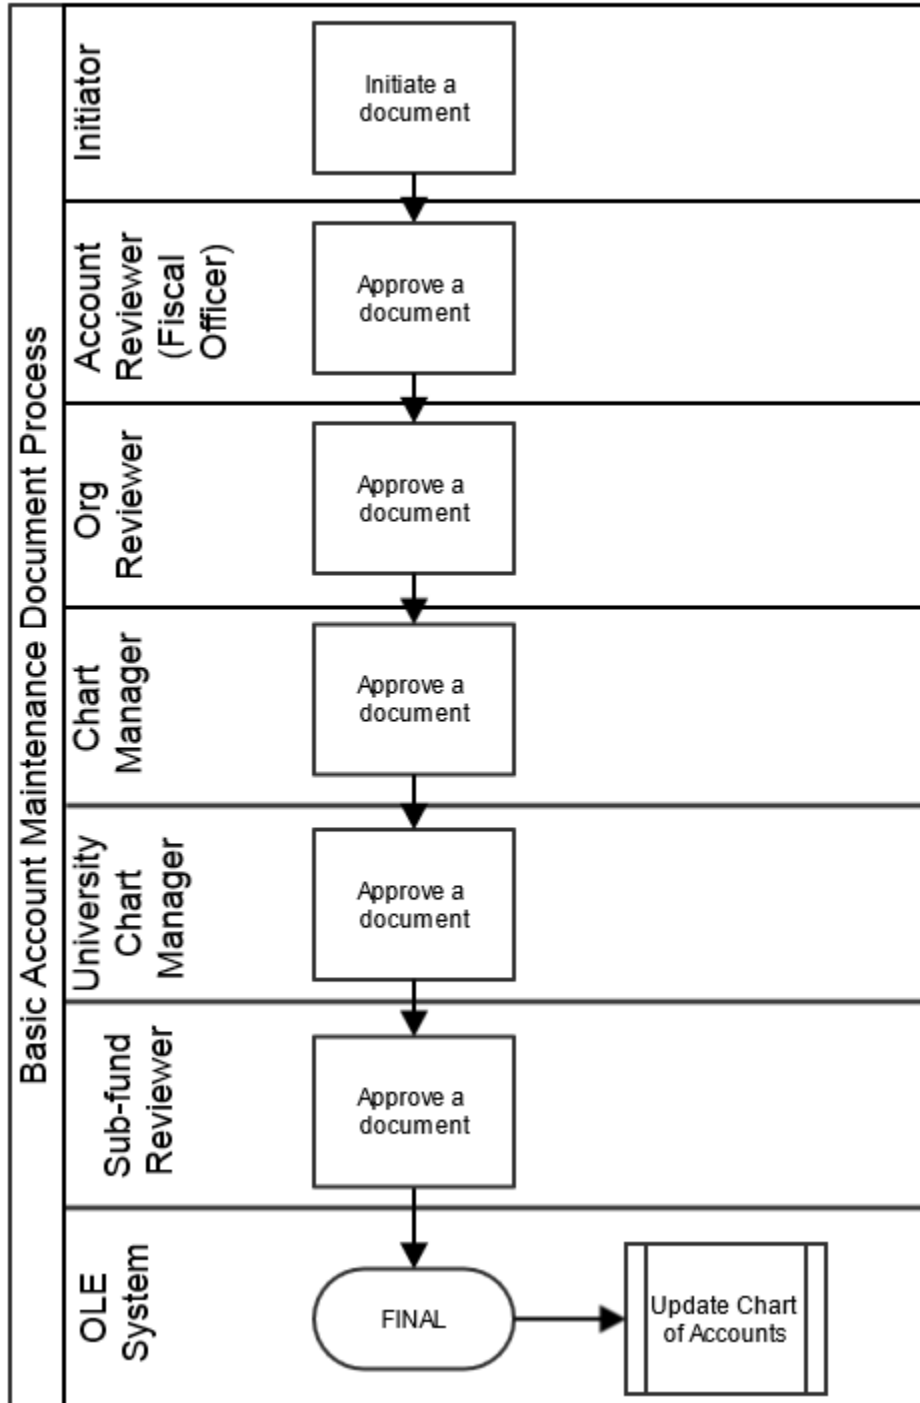 Basic Account Maintenance Document Process
Initiator
Initiate a
document
Account
Reviewer
(Fiscal
Officer)
Approve a
document
Org
Reviewer
Approve a
document
Chart
Manager
Approve a
document
University
Chart
Manager
Approve a
document
Sub-fund
Reviewer
Approve a
document
OLE
System
FINAL
Update Chart
of Accounts